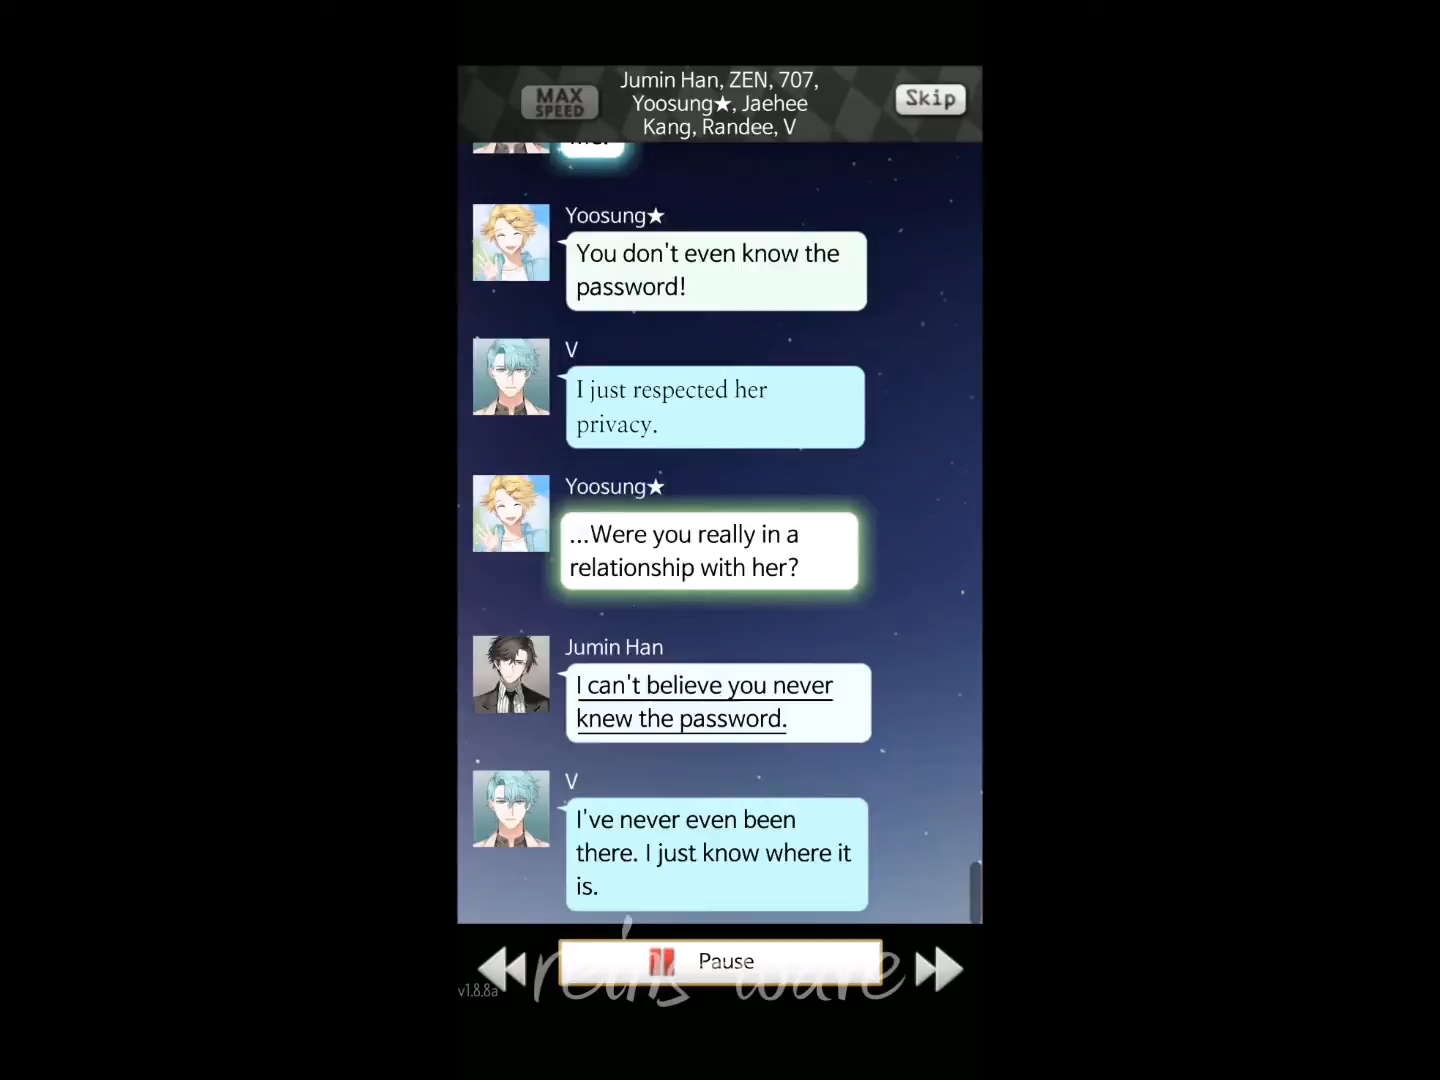 Jumin Han, ZEN, 707,
MAX
SPEED
Yoosung★, Jaehee
Skip
Kang, Randee, V
Yoosung★
You don't even know the
password!
V
I just respected her
privacy.
Yoosung★
...Were you really in a
relationship with her?
Jumin Han
I can't believe you never
knew the password.
V
I've never even been
there. I just know where it
is.
Pause
v1.8.8a